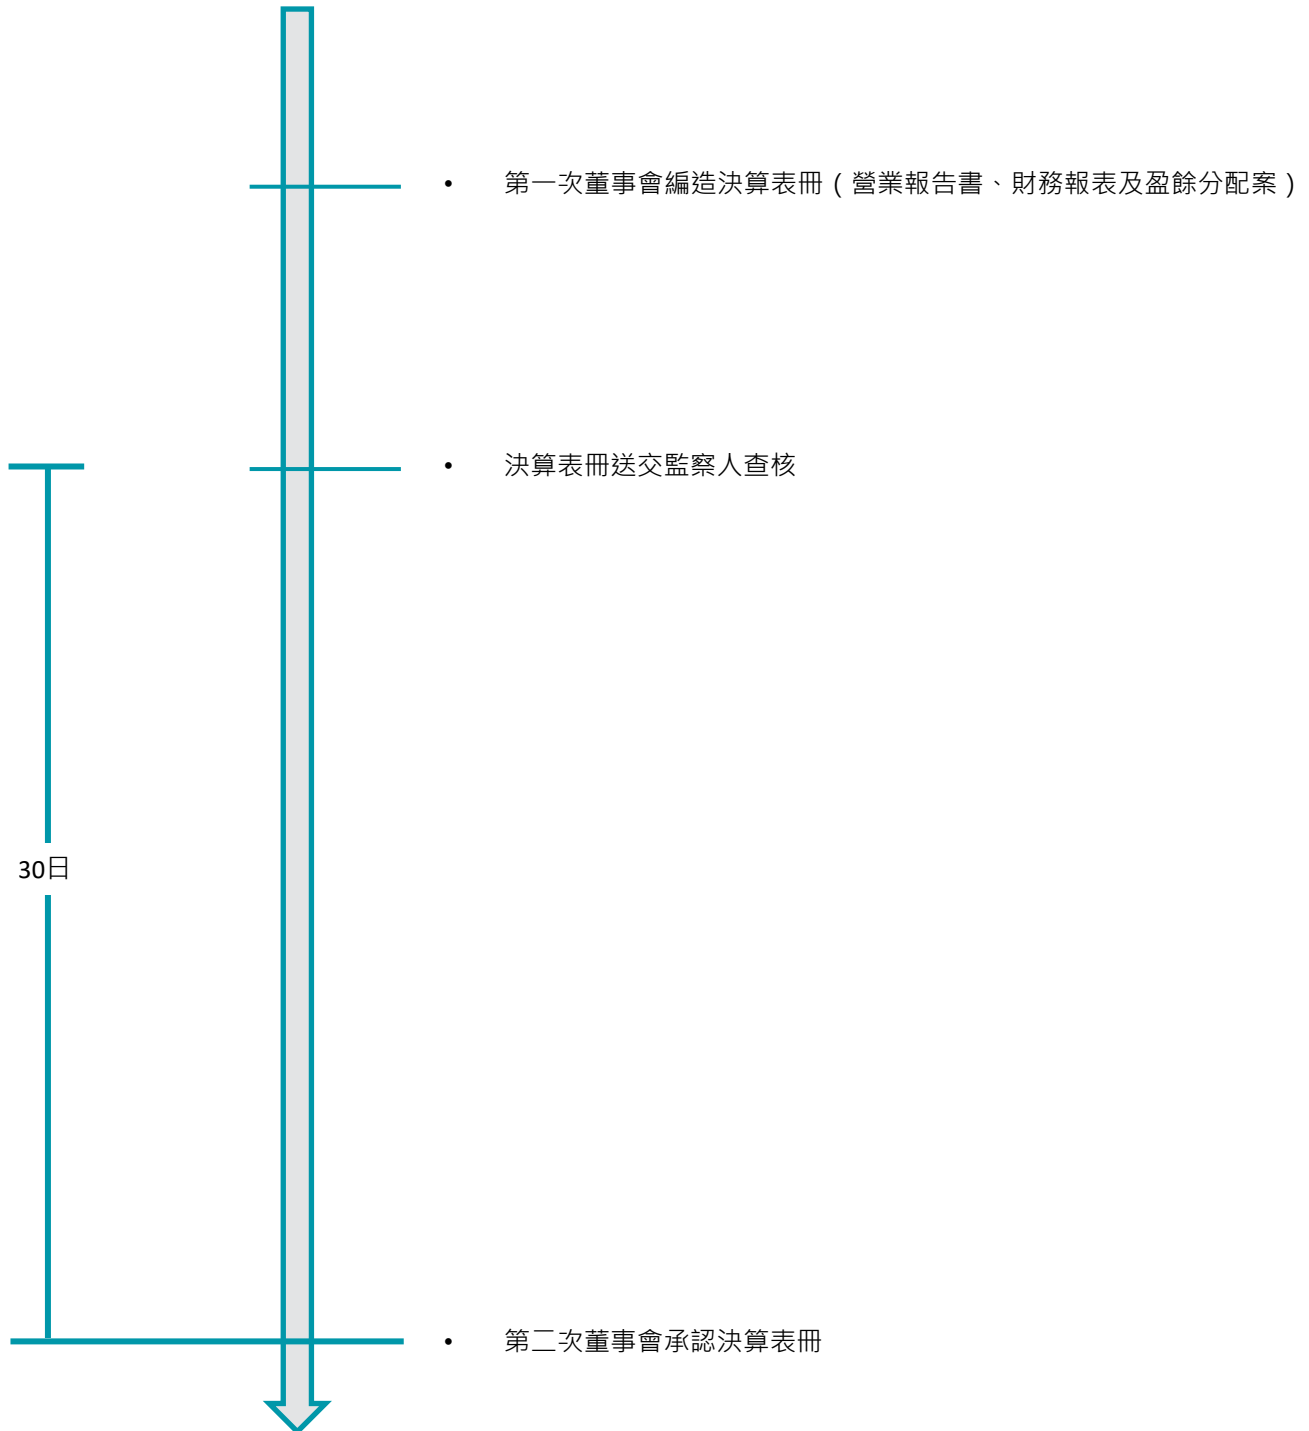 • 第一次董事會編造決算表冊（營業報告書、財務報表及盈餘分配案）
• 決算表冊送交監察人查核
30日
• 第二次董事會承認決算表冊